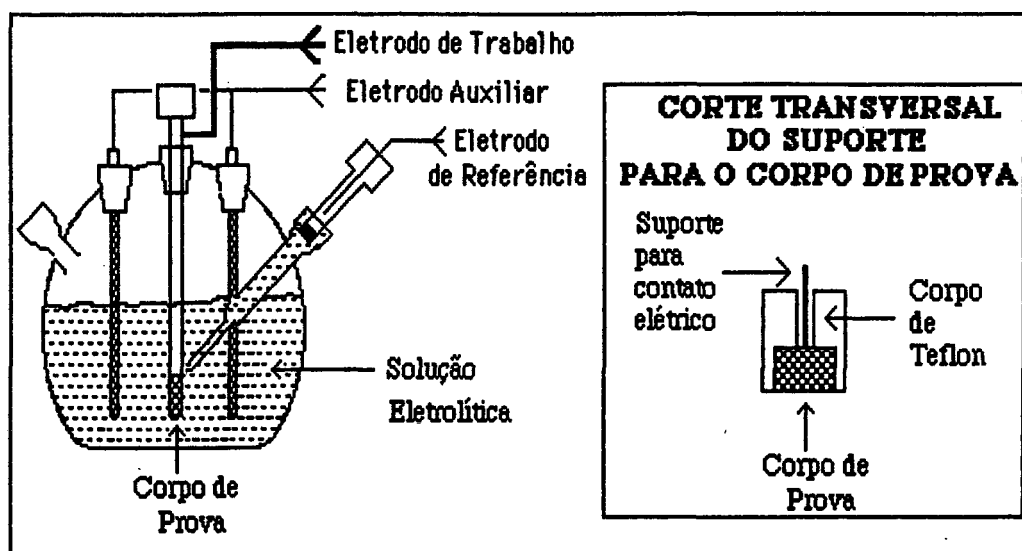 Eletrodo de Trabalho
Eletrodo Auxiliar
Eletrodo
de Referência
Solução
Eletrolítica
Corpo de
Prova
CORTE TRANSVERSAL
DO SUPORTE
PARA O CORPO DE PROVA
Suporte
para
contato
elétrico
Corpo
de
Teflon
Corpo de
Prova